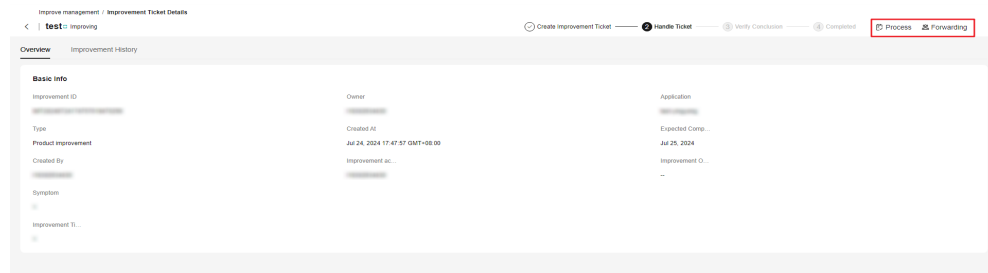 Improve management / Improvement Ticket Details
test Improving
Create Improvement Ticket 2 Handle Ticket 3 Verify Conclusion 4 Completed Process Forwarding
Overview Improvement History
Basic info
Improvement ID Owner Application
Type Created At Expected Comp...
Product improvement Jul 24, 2024 17:47:57 GMT+08:00 Jul 25, 2024
Created By Improvement ac... Improvement O...
--
Symptom
Improvement Ti...